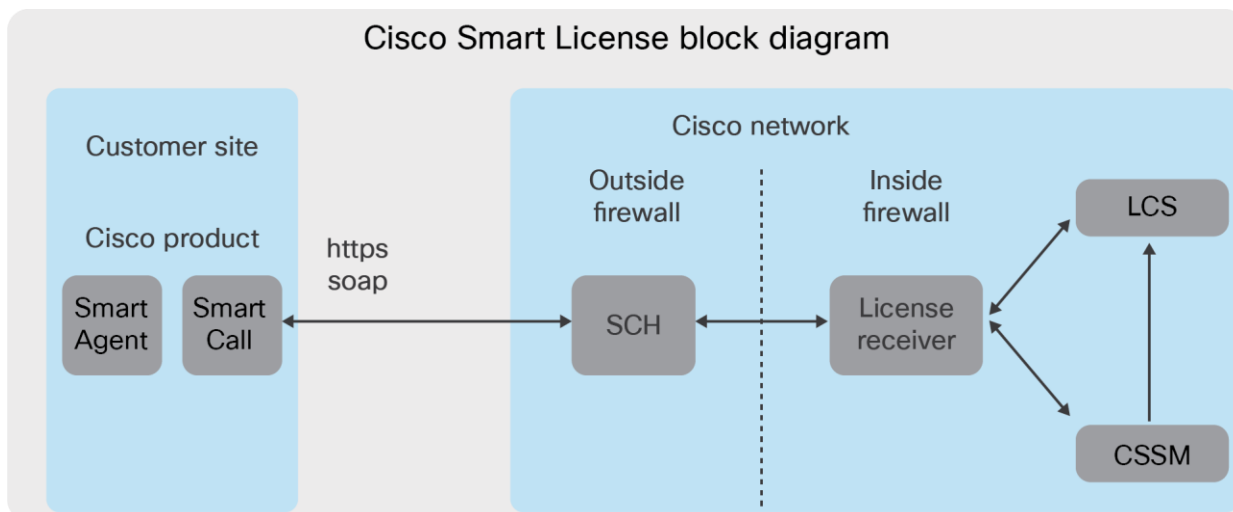 Cisco Smart License block diagram
Customer site
Cisco product
Smart
Agent
Smart
Call
https
soap
Cisco network
Outside
firewall
Inside
firewall
SCH
License
receiver
LCS
CSSM